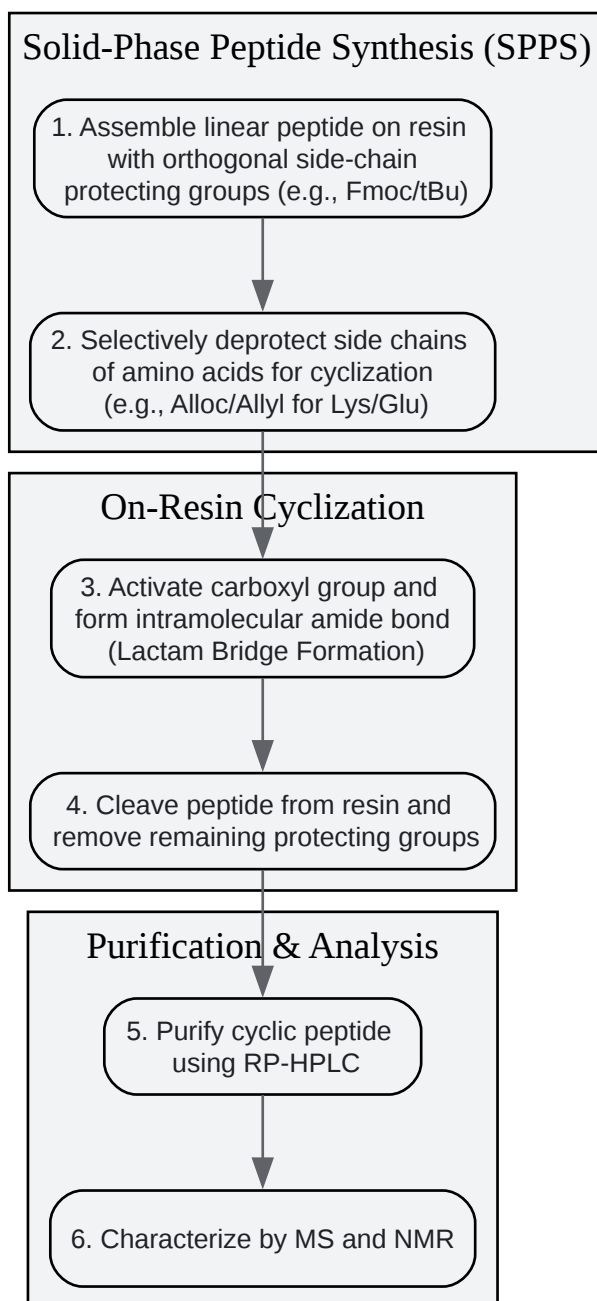 Solid-Phase Peptide Synthesis (SPPS)
1. Assemble linear peptide on resin
with orthogonal side-chain
protecting groups (e.g., Fmoc/tBu)
2. Selectively deprotect side chains
of amino acids for cyclization
(e.g., Alloc/Allyl for Lys/Glu)
On-Resin Cyclization
3. Activate carboxyl group and
form intramolecular amide bond
(Lactam Bridge Formation)
4. Cleave peptide from resin and
remove remaining protecting groups
Purification & Analysis
5. Purify cyclic peptide
using RP-HPLC
6. Characterize by MS and NMR